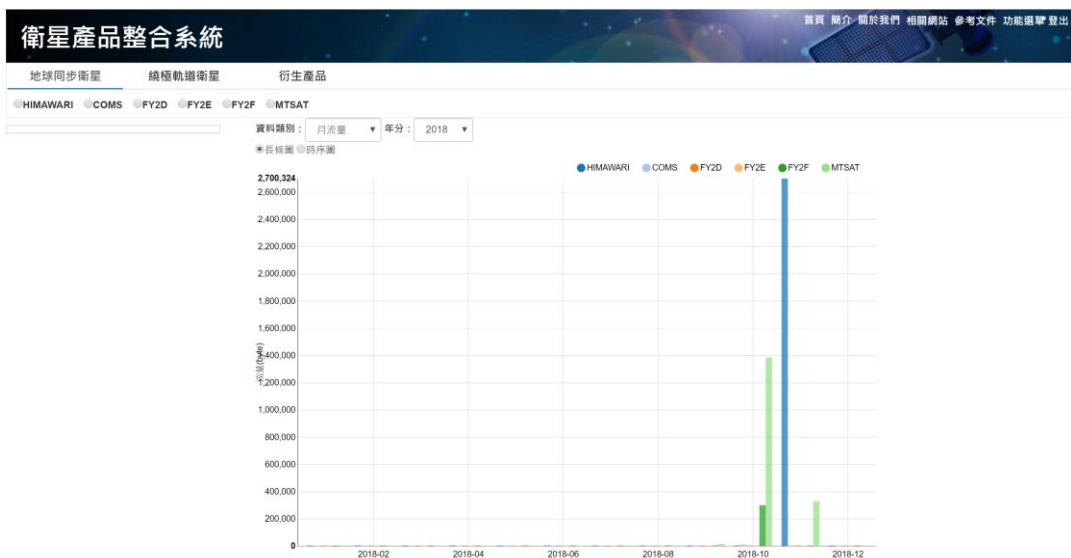 首頁 簡介 關於我們 相關網站 參考文件 功能選單 登出
衛星產品整合系統
地球同步衛星 繞極軌道衛星 衍生產品
HIMAWARI COMS FY2D FY2E FY2F MTSAT
資料類別： 月流量 年分： 2018
長條圖 時序圖
HIMAWARI COMS FY2D FY2E FY2F MTSAT
2,700,324
2,600,000
2,400,000
2,200,000
2,000,000
1,800,000
1,600,000
1,400,000
流量(byte)
1,200,000
1,000,000
800,000
600,000
400,000
200,000
0
2018-02 2018-04 2018-06 2018-08 2018-10 2018-12